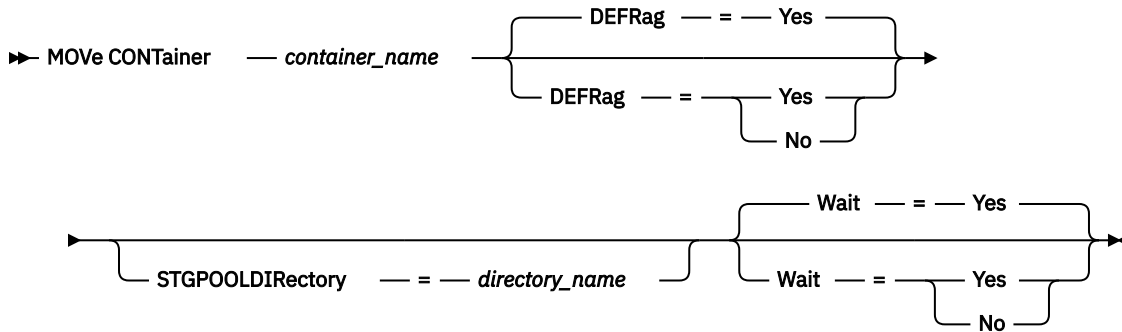 DEFRag = Yes
MOVe CONTainer container_name
DEFRag = Yes
No
Wait = Yes
STGPOOLDIRectory = directory_name
Wait = Yes
No